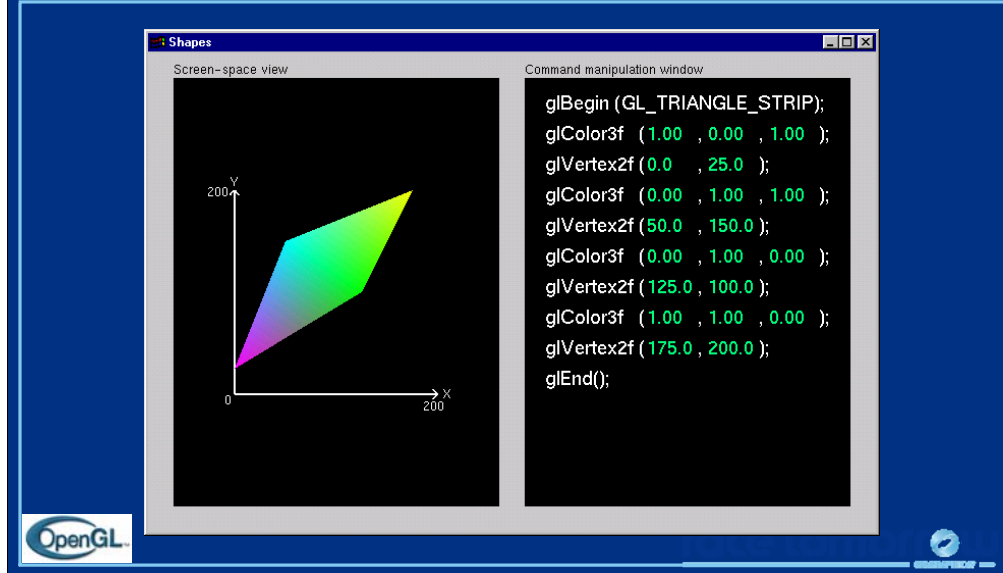 Shapes
Screen-space view
Y
200
0
X
200
Command manipulation window
glBegin (GL_TRIANGLE_STRIP);
glColor3f (1.00 , 0.00 , 1.00 );
glVertex2f (0.0 , 25.0 );
glColor3f (0.00 , 1.00 , 1.00 );
glVertex2f (50.0 , 150.0 );
glColor3f (0.00 , 1.00 , 0.00 );
glVertex2f (125.0 , 100.0 );
glColor3f (1.00 , 1.00 , 0.00 );
glVertex2f (175.0 , 200.0 );
glEnd();
OpenGL
face tomorrow